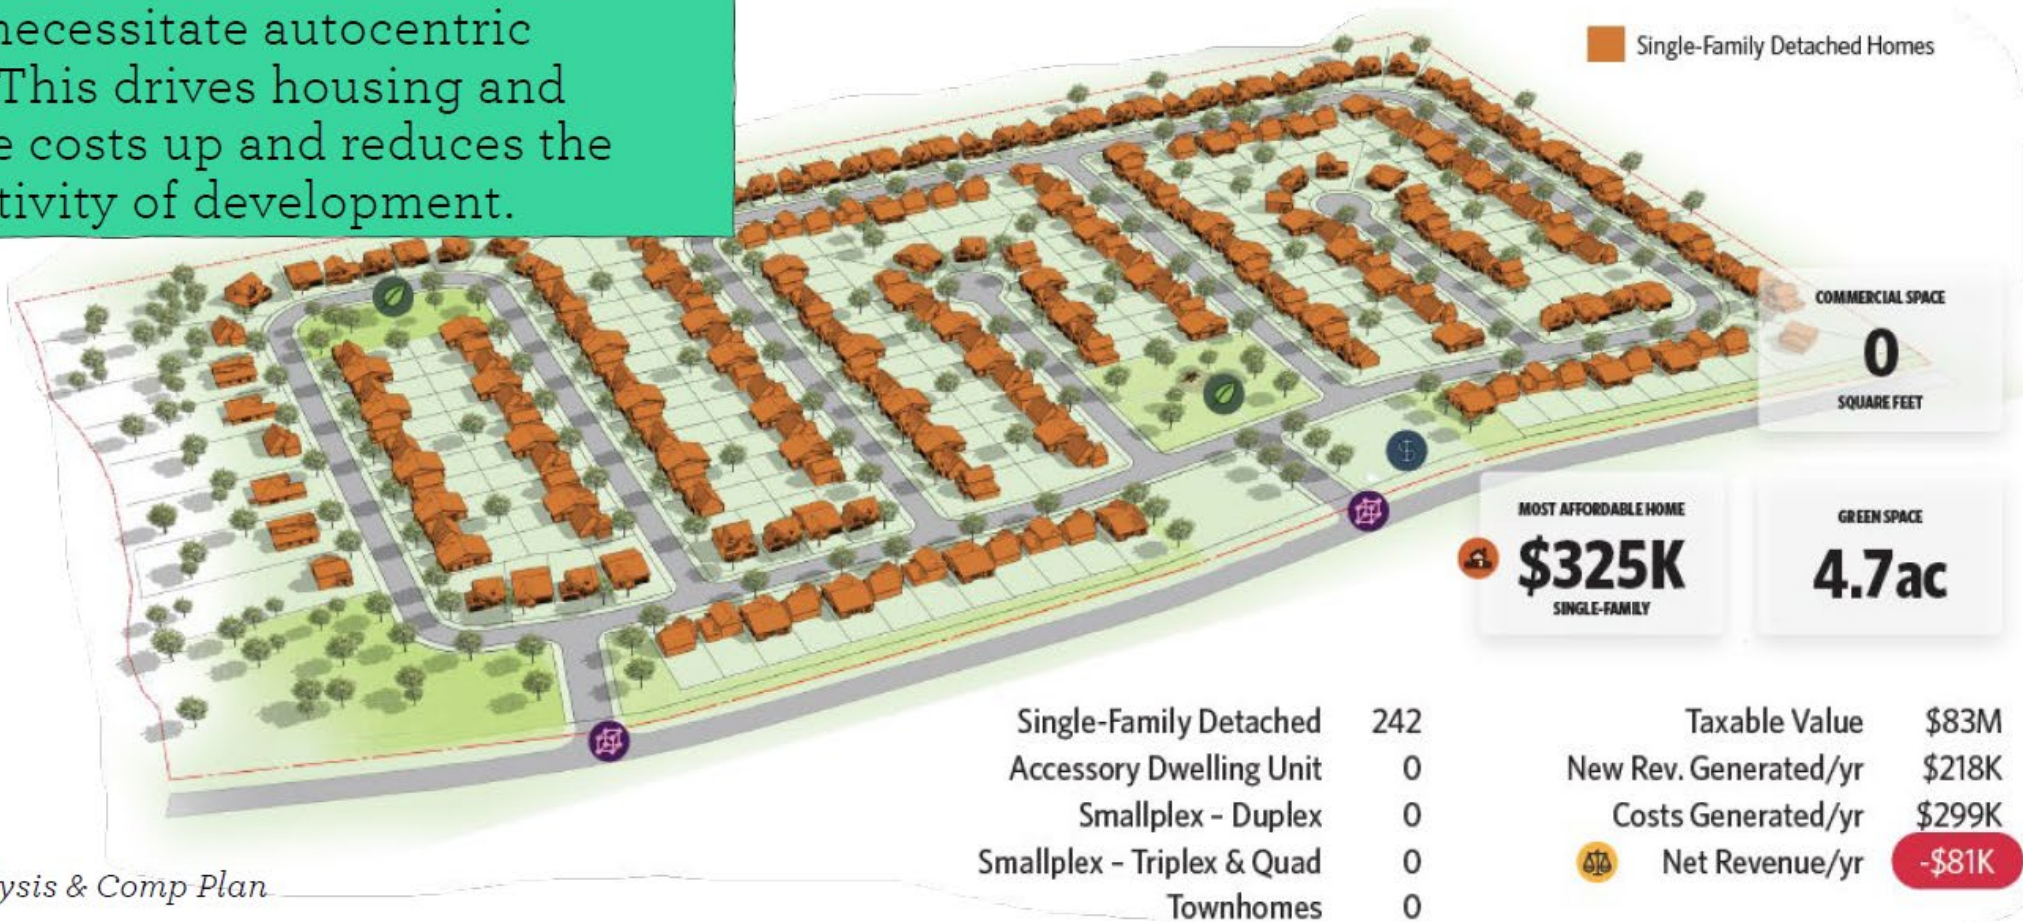 necessitate autocentric
This drives housing and
e costs up and reduces the
tivity of development.
Single-Family Detached Homes
COMMERCIAL SPACE
0
SQUARE FEET
MOST AFFORDABLE HOME
$325K
SINGLE-FAMILY
GREEN SPACE
4.7ac
Single-Family Detached 242
Accessory Dwelling Unit 0
Smallplex – Duplex 0
Smallplex – Triplex & Quad 0
Townhomes 0
Taxable Value $83M
New Rev. Generated/yr $218K
Costs Generated/yr $299K
Net Revenue/yr -$81K
ysis & Comp Plan